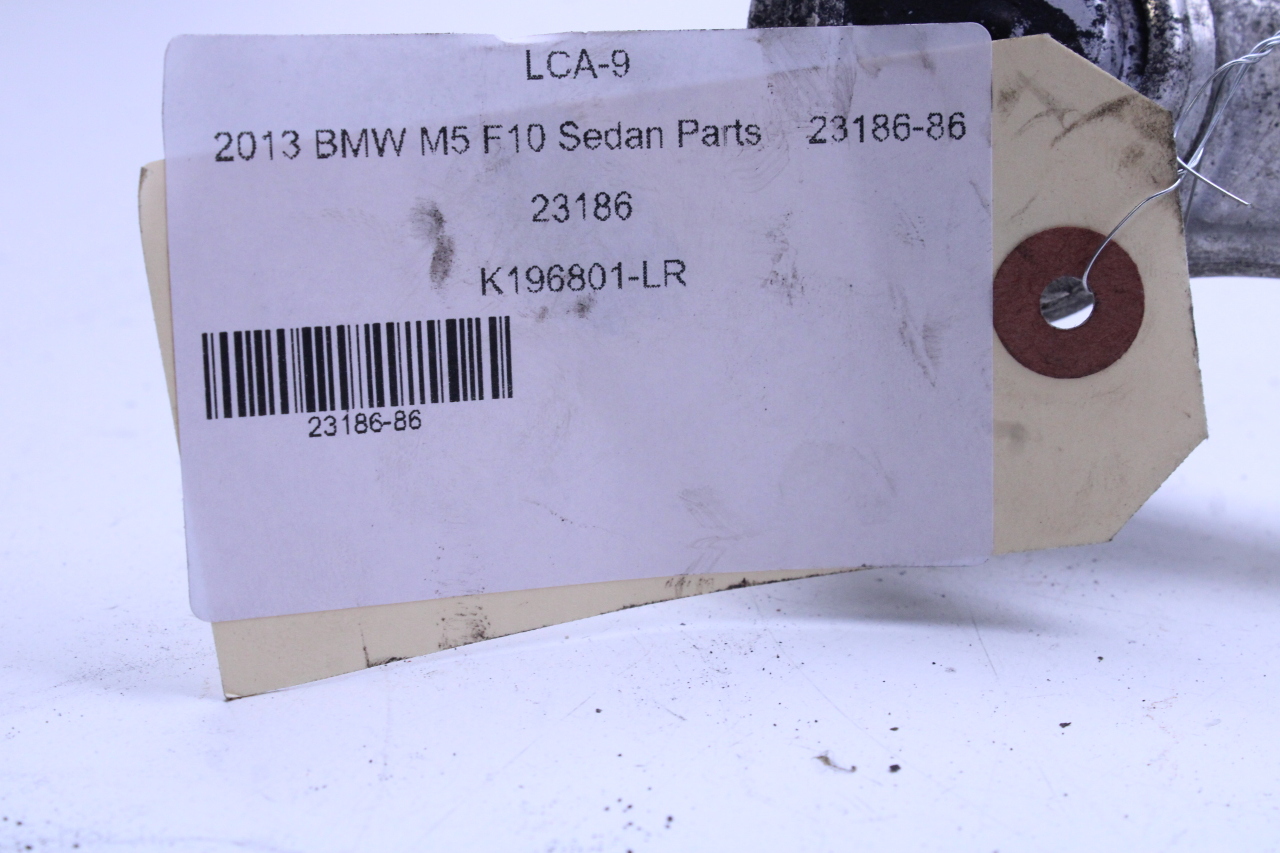 LCA-9
2013 BMW M5 F10 Sedan Parts 23186-86
23186
K196801-LR
23186-86